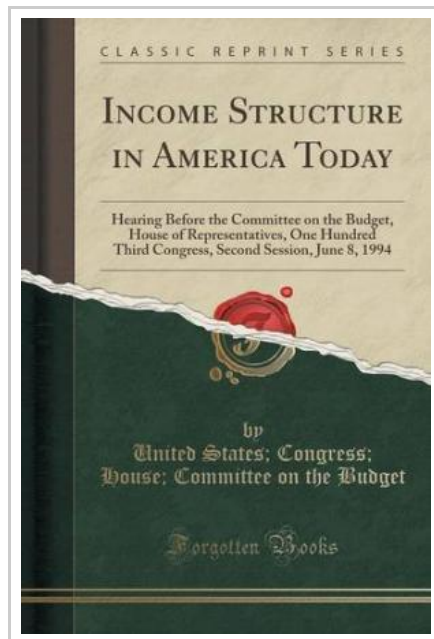 CLASSIC REPRINT SERIES
INCOME STRUCTURE
IN AMERICA TODAY
Hearing Before the Committee on the Budget,
House of Representatives, One Hundred
Third Congress, Second Session, June 8, 1994
by
United States; Congress;
House; Committee on the Budget
Forgotten Books